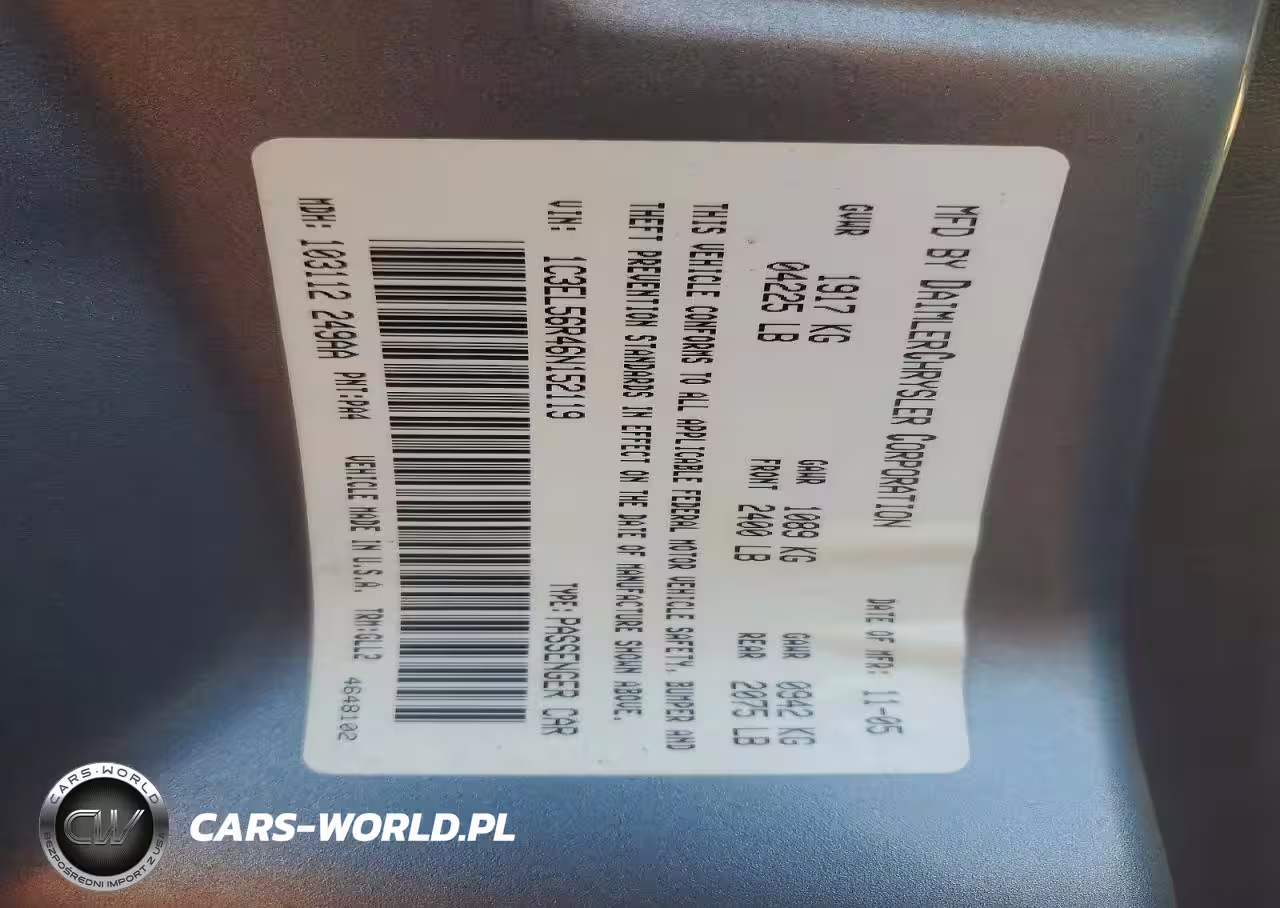 MFD BY DAIMLERCHRYSLER CORPORATION DATE OF MFR: 11-05
GVWR 1917 KG GAWR 1089 KG GAWR 0942 KG
04225 LB FRONT 2400 LB REAR 2075 LB
THIS VEHICLE CONFORMS TO ALL APPLICABLE FEDERAL MOTOR VEHICLE SAFETY, BUMPER AND
THEFT PREVENTION STANDARDS IN EFFECT ON THE DATE OF MANUFACTURE SHOWN ABOVE.
VIN: 1C3EL56R46N152119 TYPE: PASSENGER CAR
MDH: 103112 249AA PNT:PA4 VEHICLE MADE IN U.S.A. TRM:GLL2 4648102
CARS-WORLD
CW
BEZPOŚREDNI IMPORT Z USA
CARS-WORLD.PL